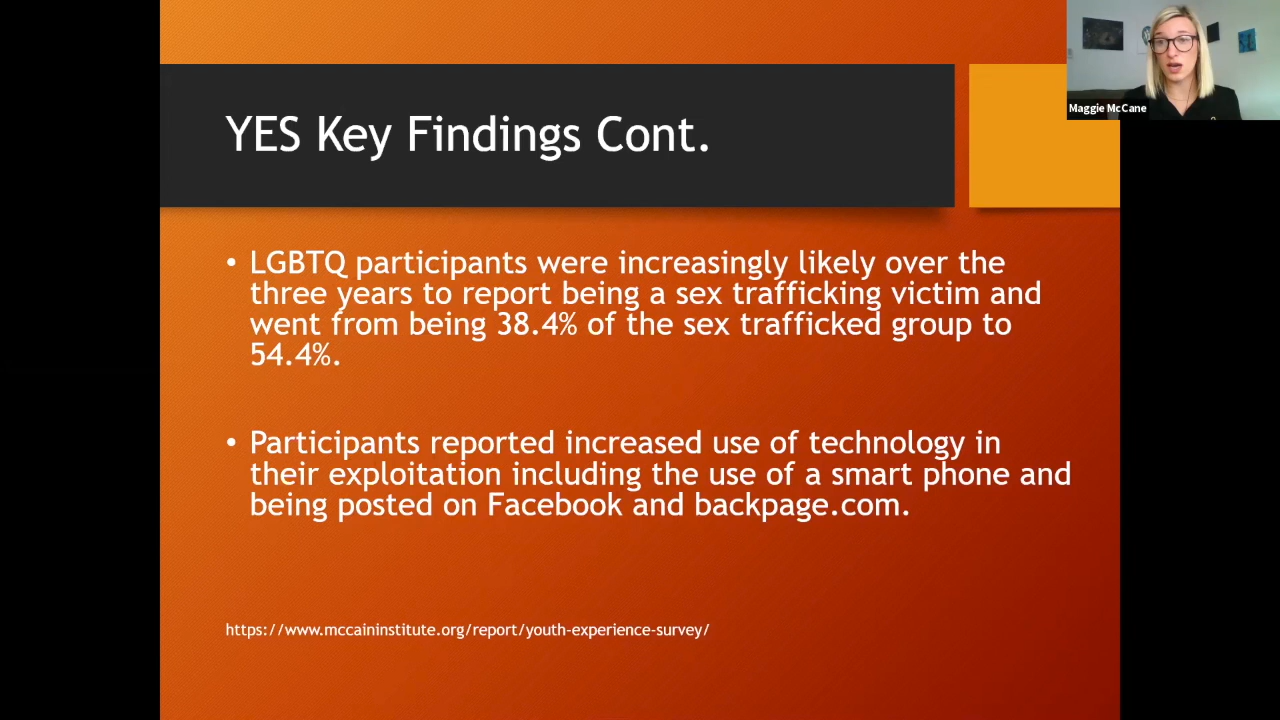 Maggie McCane
YES Key Findings Cont.
• LGBTQ participants were increasingly likely over the
three years to report being a sex trafficking victim and
went from being 38.4% of the sex trafficked group to
54.4%.
• Participants reported increased use of technology in
their exploitation including the use of a smart phone and
being posted on Facebook and backpage.com.
https://www.mccaininstitute.org/report/youth-experience-survey/